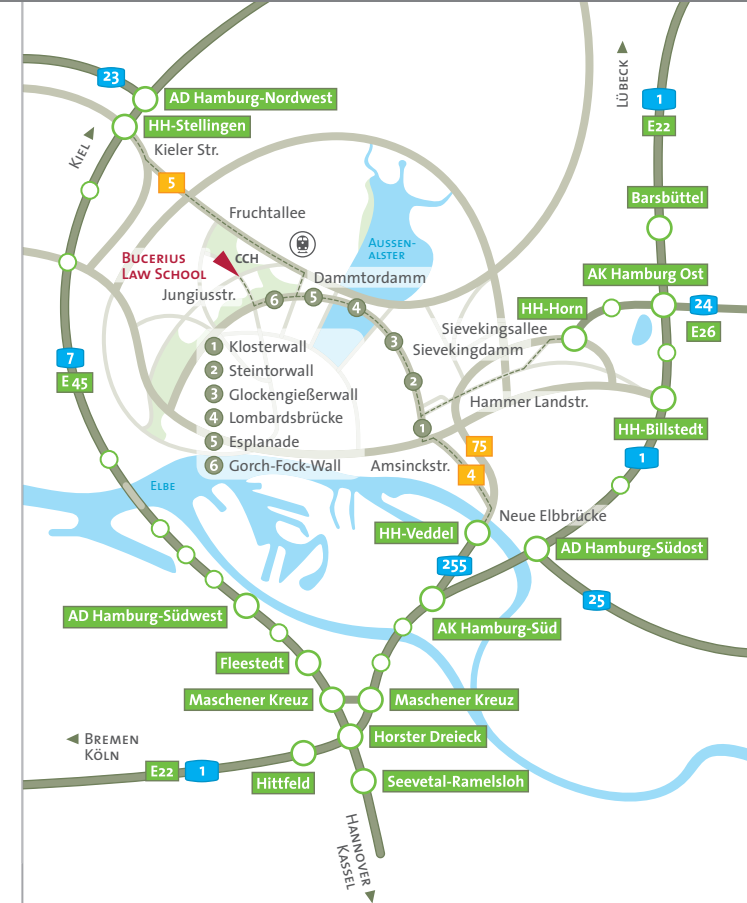 23
AD Hamburg-Nordwest
HH-Stellingen
Kieler Str.
KIEL
5
LÜBECK
1
E22
Barsbüttel
Fruchtallee
AUSSEN-
ALSTER
BUCERIUS
LAW SCHOOL
CCH
Jungiusstr.
Dammtordamm
AK Hamburg Ost
24
E26
HH-Horn
Sievekingsallee
Sievekingdamm
6
5
4
3
2
1
1 Klosterwall
2 Steintorwall
3 Glockengießerwall
4 Lombardsbrücke
5 Esplanade
6 Gorch-Fock-Wall
7
E 45
Hammer Landstr.
HH-Billstedt
1
75
4
Amsinckstr.
ELBE
Neue Elbbrücke
HH-Veddel
AD Hamburg-Südost
255
25
AD Hamburg-Südwest
AK Hamburg-Süd
Fleestedt
Maschener Kreuz
Maschener Kreuz
Horster Dreieck
BREMEN
KÖLN
E22
1
Hittfeld
Seevetal-Ramelsloh
HANNOVER
KASSEL